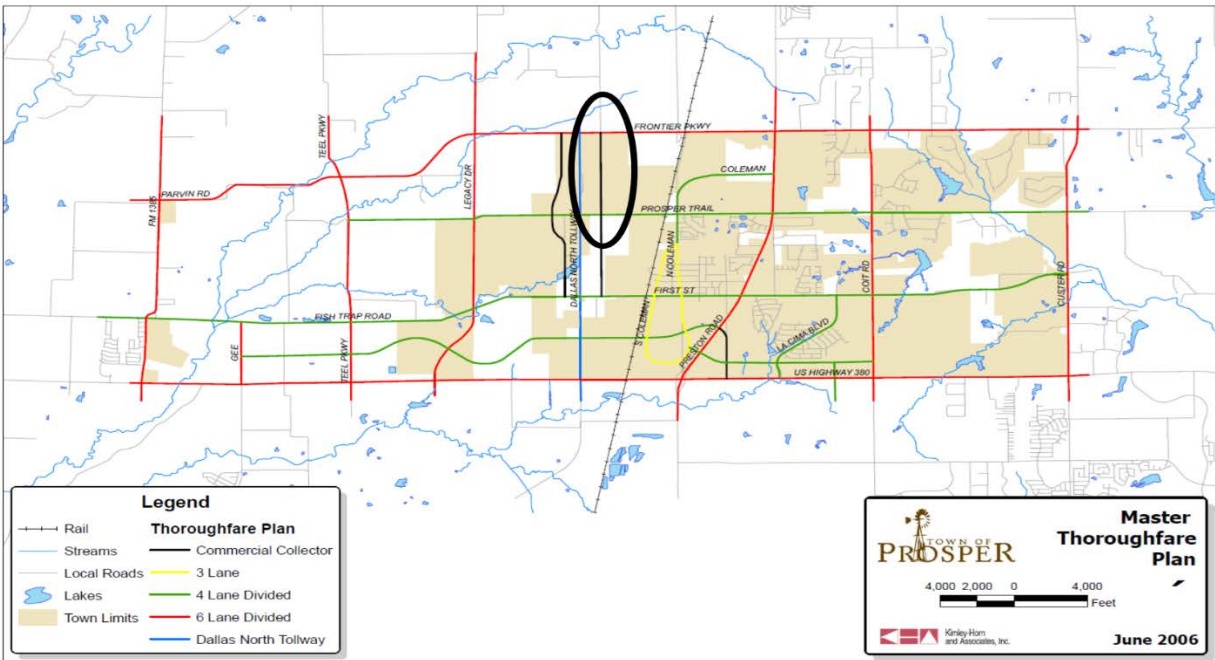 FRONTIER PKWY
TEEL PKWY
COLEMAN
PARVIN RD
LEGACY DR
FM 1385
PROSPER TRAIL
DALLAS NORTH TOLLWAY
N COLEMAN
COIT RD
CUSTER RD
FIRST ST
FISH TRAP ROAD
S COLEMAN
PRESTON ROAD
LA CIMA BLVD
GEE
TEEL PKWY
US HIGHWAY 380
Legend
Rail
Streams
Local Roads
Lakes
Town Limits
Thoroughfare Plan
Commercial Collector
3 Lane
4 Lane Divided
6 Lane Divided
Dallas North Tollway
TOWN OF
PROSPER
Master
Thoroughfare
Plan
4,000 2,000 0 4,000
Feet
Kimley-Horn
and Associates, Inc.
June 2006